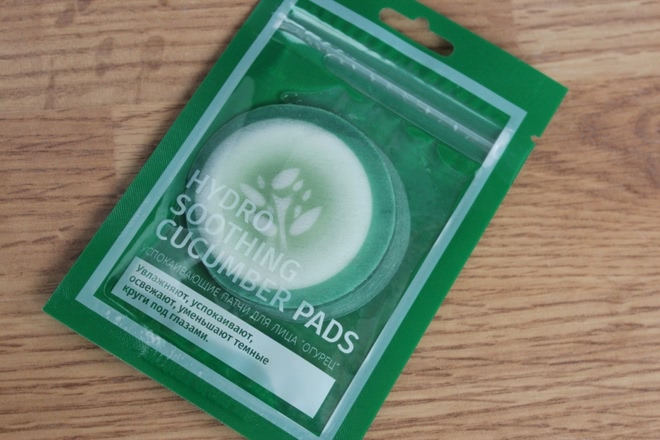 HYDRO
SOOTHING
CUCUMBER PADS
УСПОКАИВАЮЩИЕ ПАТЧИ ДЛЯ ЛИЦА "ОГУРЕЦ"
Увлажняют, успокаивают,
освежают, уменьшают темные
круги под глазами.